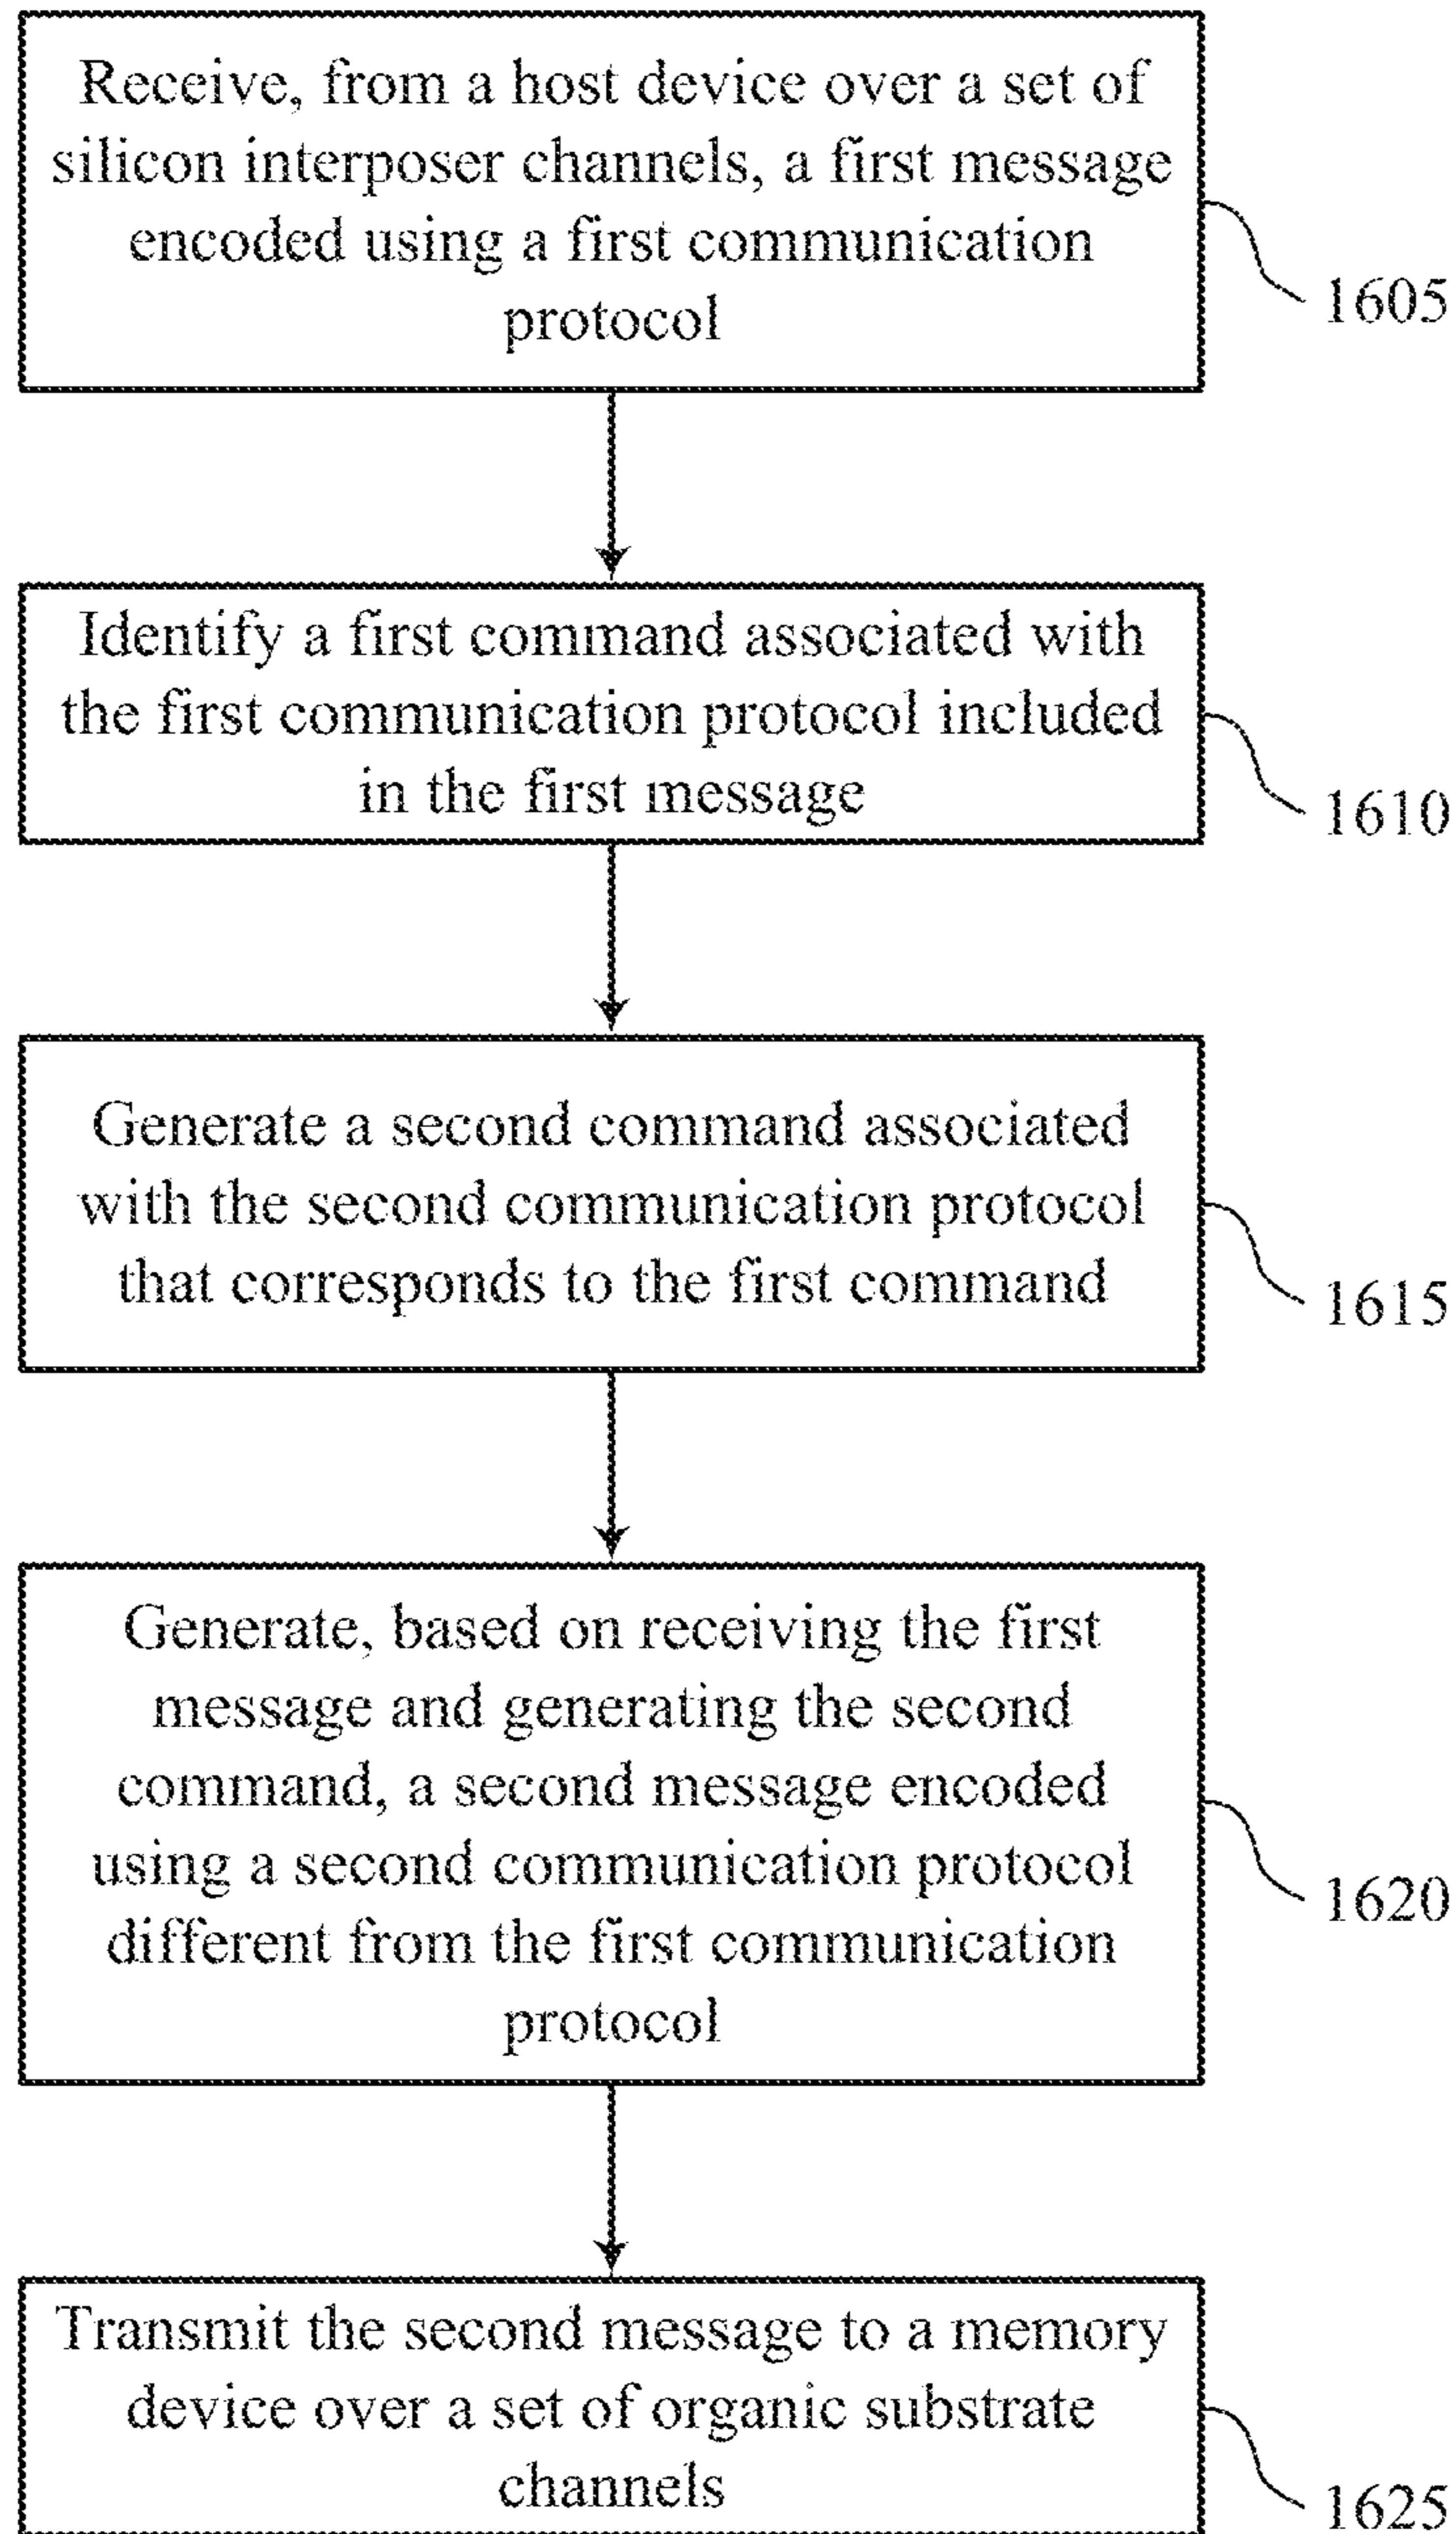 Receive, from a host device over a set of
silicon interposer channels, a first message
encoded using a first communication
protocol
1605
Identify a first command associated with
the first communication protocol included
in the first message
1610
Generate a second command associated
with the second communication protocol
that corresponds to the first command
1615
Generate, based on receiving the first
message and generating the second
command, a second message encoded
using a second communication protocol
different from the first communication
protocol
1620
Transmit the second message to a memory
device over a set of organic substrate
channels
1625